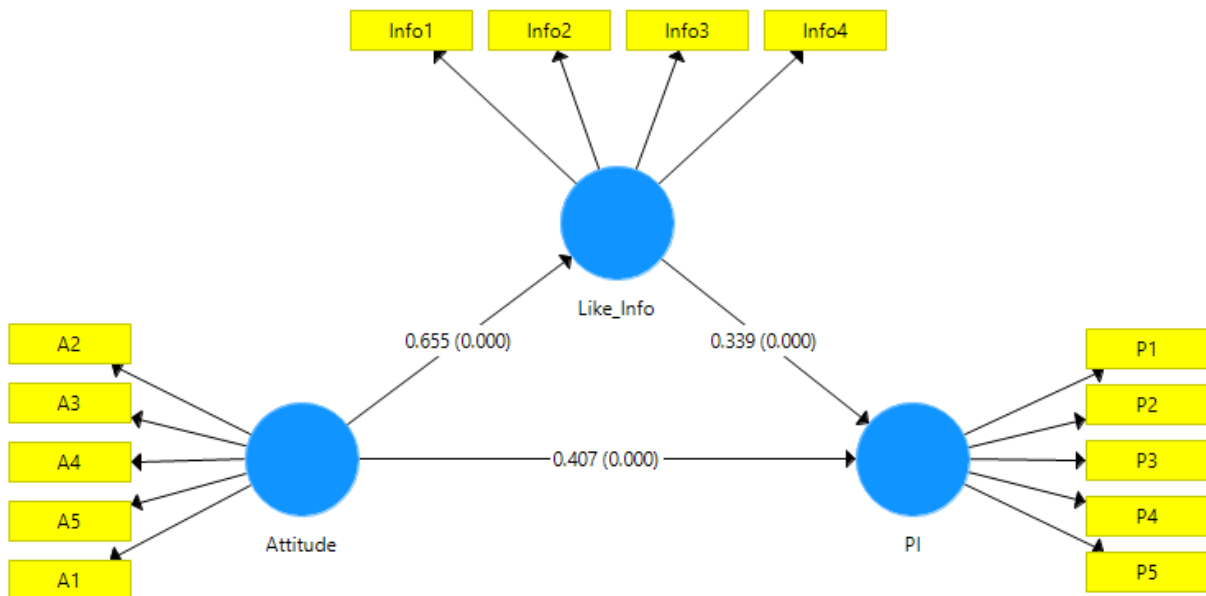 Info1
Info2
Info3
Info4
Like_Info
0.655 (0.000)
0.339 (0.000)
A2
A3
A4
A5
A1
Attitude
0.407 (0.000)
PI
P1
P2
P3
P4
P5